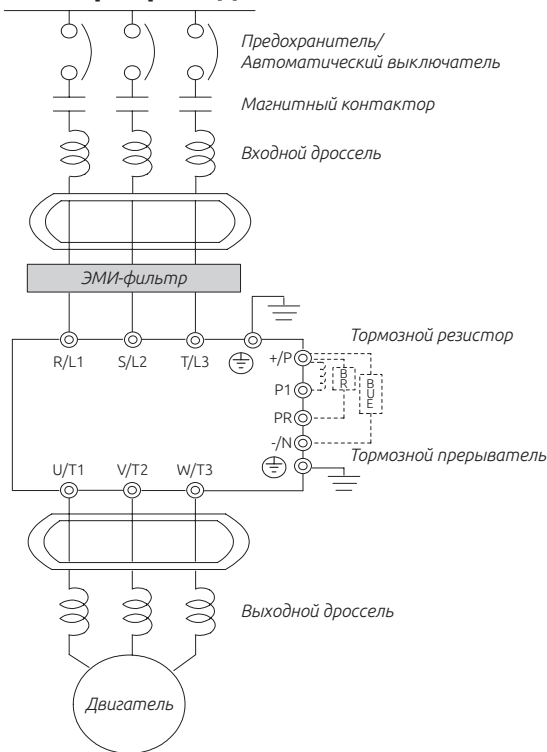 Предохранитель/
Автоматический выключатель
Магнитный контактор
Входной дроссель
ЭМИ-фильтр
R/L1 S/L2 T/L3
Тормозной резистор
+/P
P1
PR
-/N
BR
BUE
Тормозной прерыватель
U/T1 V/T2 W/T3
Выходной дроссель
Двигатель